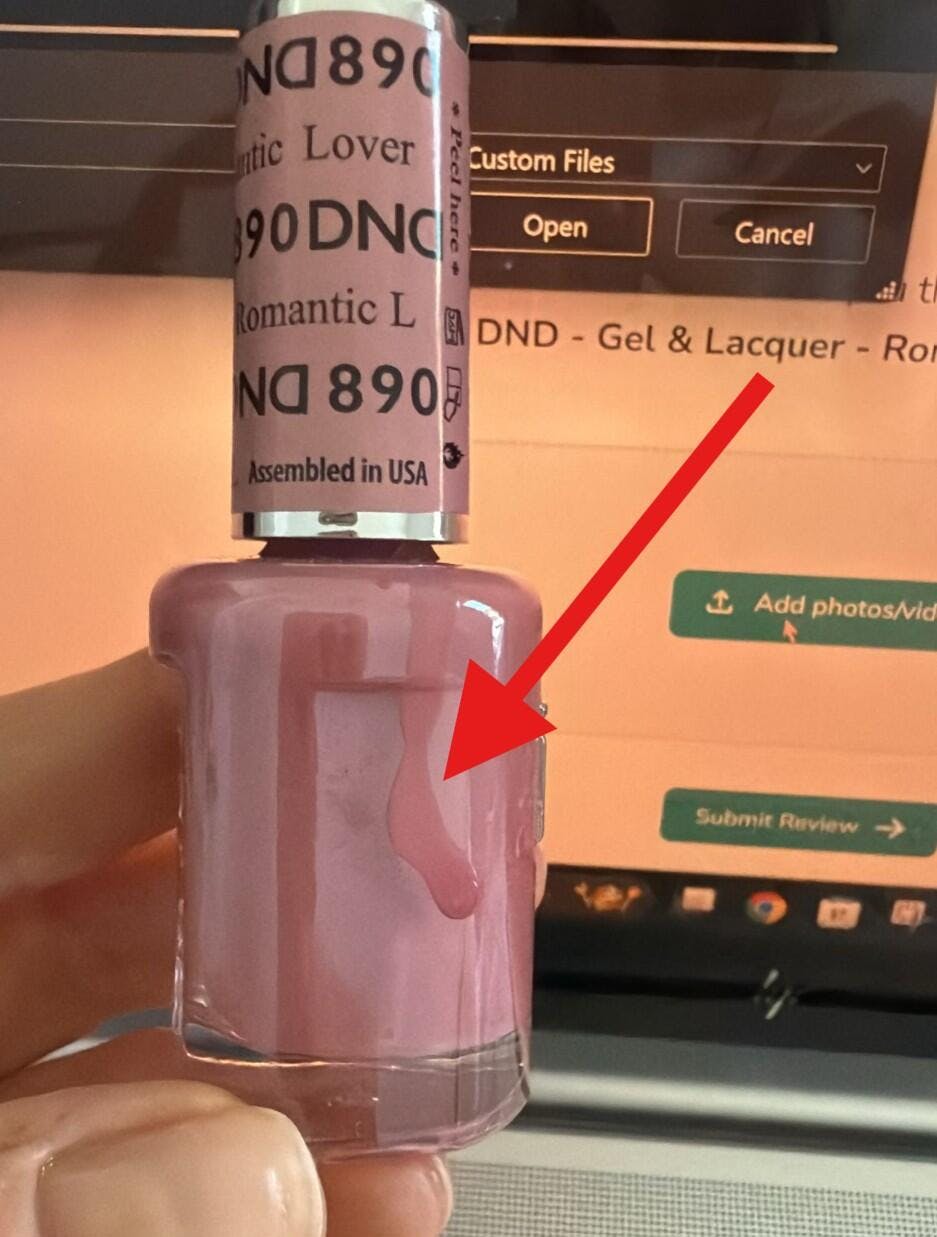 DND 890
ntic Lover
890 DND
Romantic L
DND 890
Assembled in USA
* Peel here *
Custom Files
Open
Cancel
DND - Gel & Lacquer - Rom
Add photos/vid
Submit Review